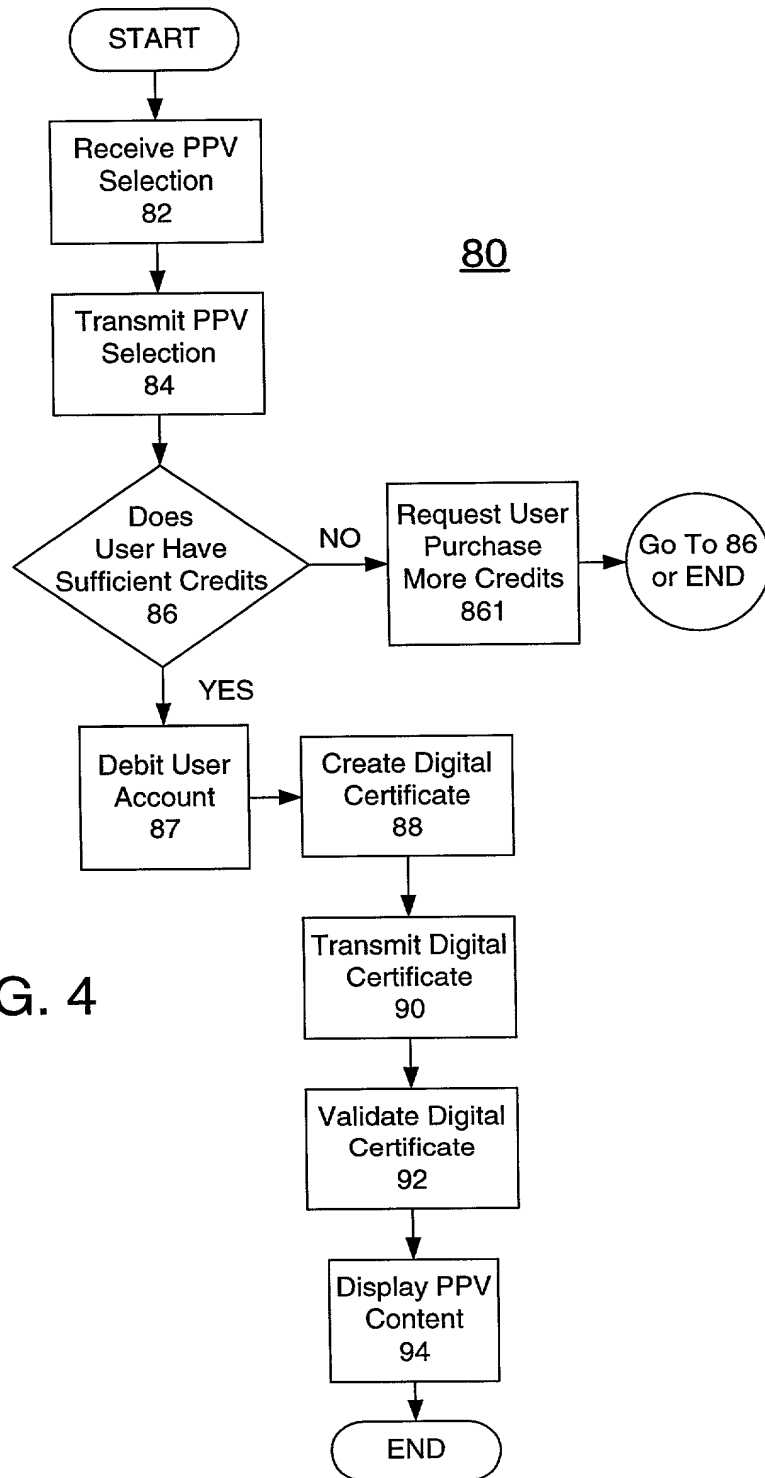 START
Receive PPV
Selection
82
80
Transmit PPV
Selection
84
Does
User Have
Sufficient Credits
86
NO
Request User
Purchase
More Credits
861
Go To 86
or END
YES
Debit User
Account
87
Create Digital
Certificate
88
Transmit Digital
Certificate
90
G. 4
Validate Digital
Certificate
92
Display PPV
Content
94
END